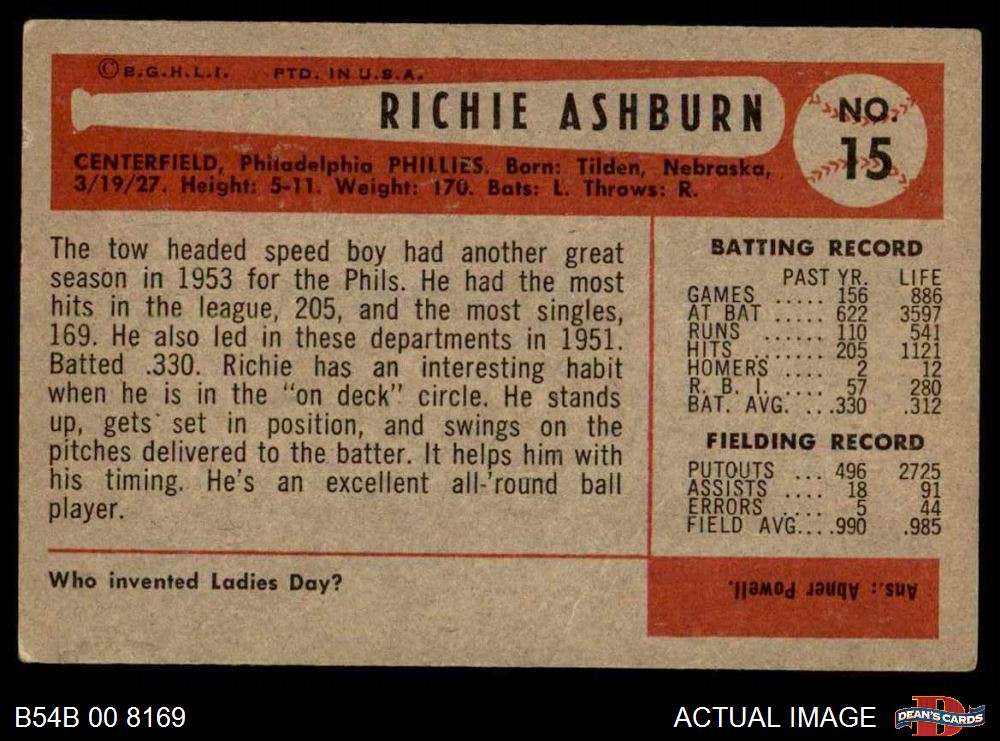 ©B.G.H.L.I. PTD. IN U.S.A.
RICHIE ASHBURN
NO.
15
CENTERFIELD, Philadelphia PHILLIES. Born: Tilden, Nebraska,
3/19/27. Height: 5-11. Weight: 170. Bats: L. Throws: R.
The tow headed speed boy had another great
season in 1953 for the Phils. He had the most
hits in the league, 205, and the most singles,
169. He also led in these departments in 1951.
Batted .330. Richie has an interesting habit
when he is in the "on deck" circle. He stands
up, gets set in position, and swings on the
pitches delivered to the batter. It helps him with
his timing. He's an excellent all-'round ball
player.
BATTING RECORD
PAST YR. LIFE
GAMES ..... 156 886
AT BAT ..... 622 3597
RUNS ..... 110 541
HITS ...... 205 1121
HOMERS .... 2 12
R. B. I. .... 57 280
BAT. AVG. ...330 .312
FIELDING RECORD
PUTOUTS ... 496 2725
ASSISTS .... 18 91
ERRORS .... 5 44
FIELD AVG....990 .985
Who invented Ladies Day?
Ans.: Abner Powell.
B54B 00 8169
ACTUAL IMAGE
DEAN'S CARDS